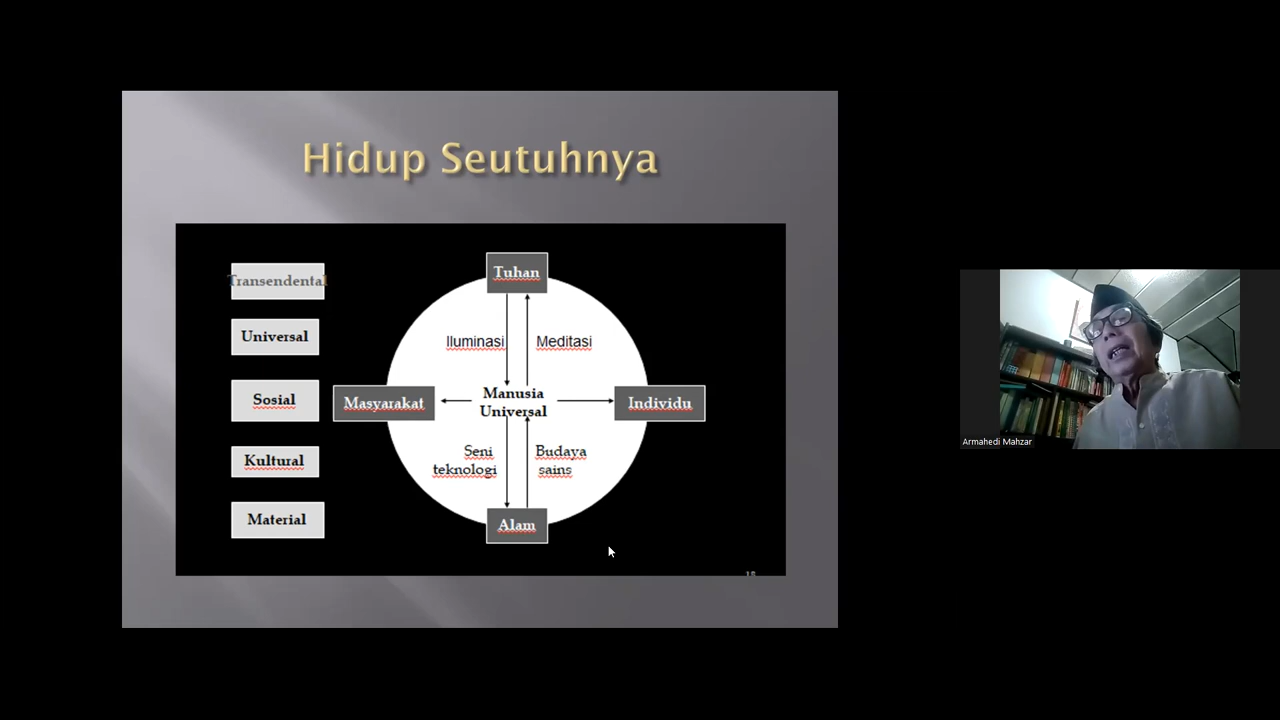 Hidup Seutuhnya
Transendental
Universal
Sosial
Kultural
Material
Tuhan
Iluminasi
Meditasi
Masyarakat
Manusia
Universal
Individu
Seni
teknologi
Budaya
sains
Alam
18
Armahedi Mahzar